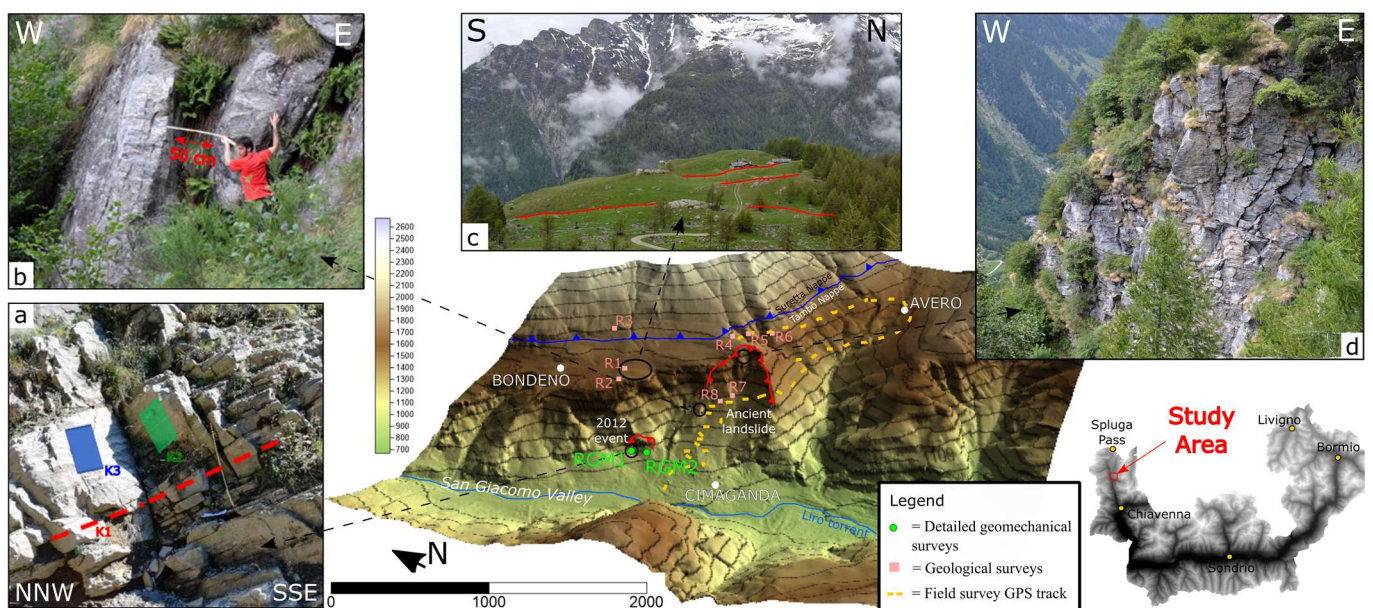 W
E
50 cm
b
S
N
c
W
E
d
a
K3
K2
K1
NNW
SSE
2600
2500
2400
2300
2200
2100
2000
1900
1800
1700
1600
1500
1400
1300
1200
1100
1000
900
800
700
Suretta Nappe
Tambo Nappe
AVERO
R3
R4
R5
R6
R1
R2
BONDENO
R8
R7
Ancient
landslide
2012
event
RGM1
RGM2
CIMAGANDA
San Giacomo Valley
Liro torrent
N
0
1000
2000
Legend
= Detailed geomechanical
surveys
= Geological surveys
= Field survey GPS track
Spluga
Pass
Study
Area
Livigno
Bormio
Chiavenna
Sondrio